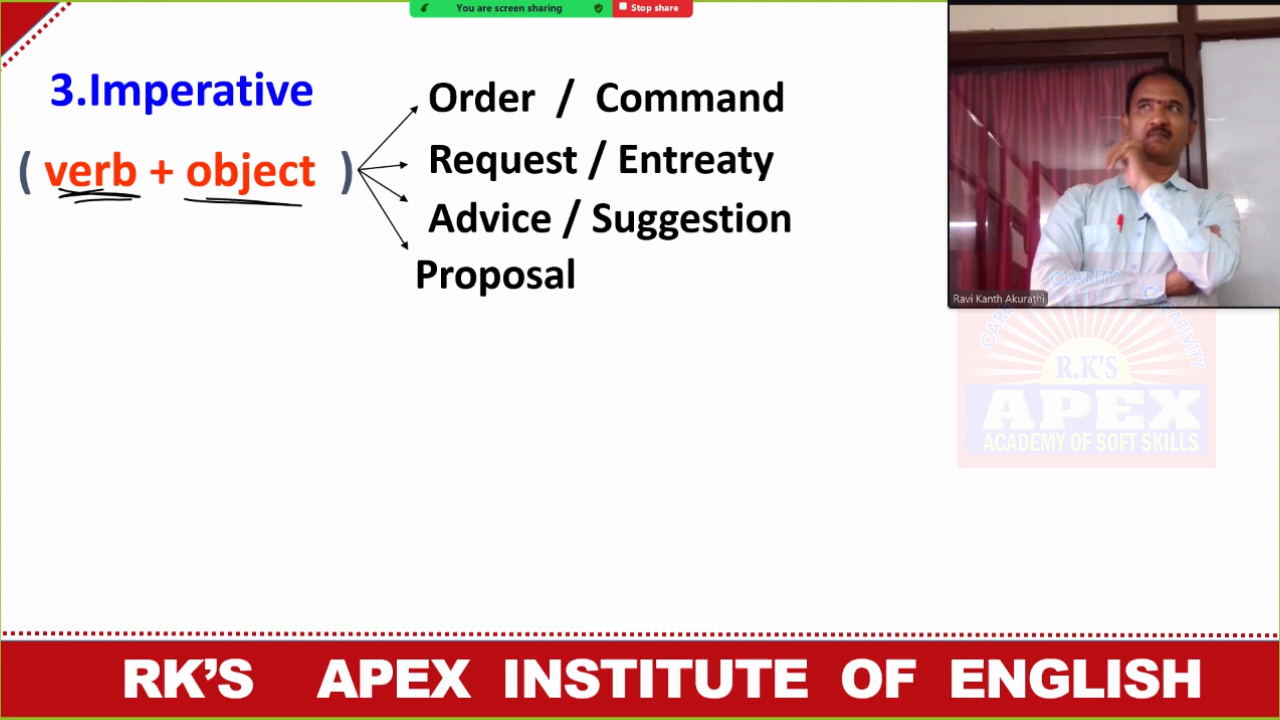 You are screen sharing Stop share
3.Imperative
( verb + object )
Order / Command
Request / Entreaty
Advice / Suggestion
Proposal
Ravi Kanth Akurathi
CLARITY
R.K'S
APEX
ACADEMY OF SOFT SKILLS
RK’S APEX INSTITUTE OF ENGLISH